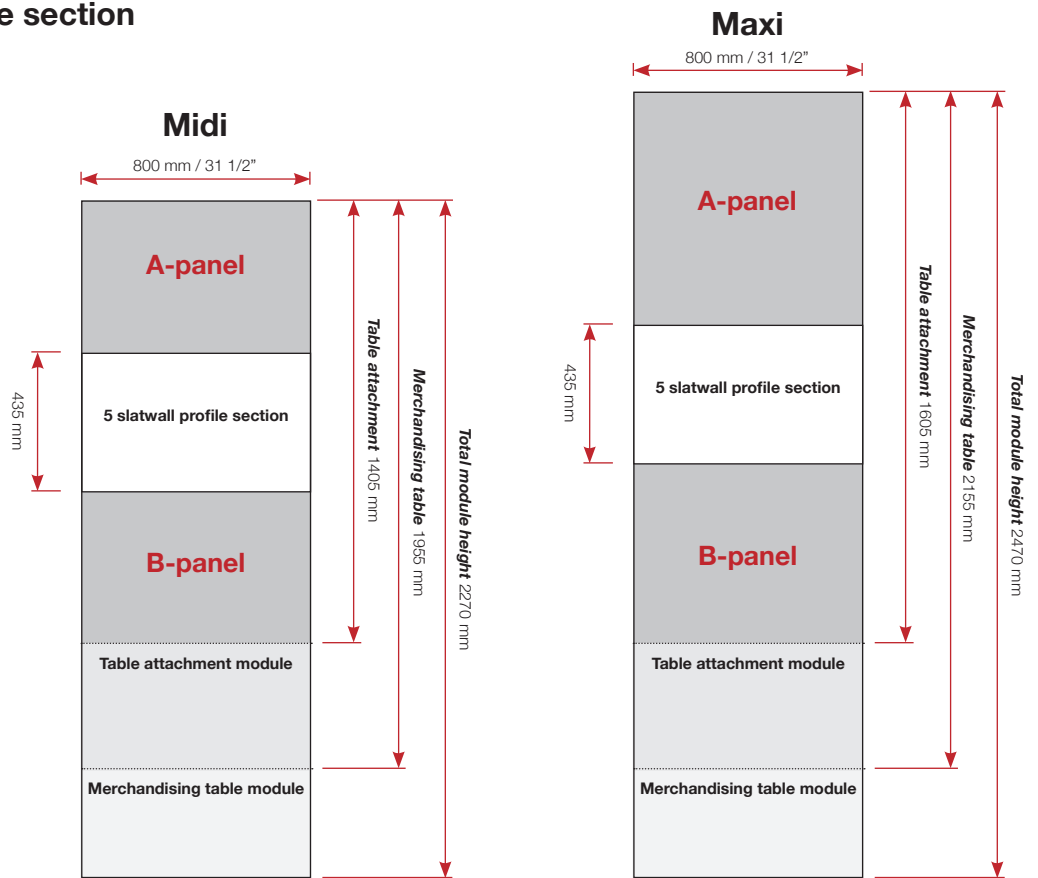 e section
Midi
800 mm / 31 1/2”
A-panel
435 mm
5 slatwall profile section
B-panel
Table attachment module
Merchandising table module
Table attachment 1405 mm
Merchandising table 1955 mm
Total module height 2270 mm
Maxi
800 mm / 31 1/2”
A-panel
435 mm
5 slatwall profile section
B-panel
Table attachment module
Merchandising table module
Table attachment 1605 mm
Merchandising table 2155 mm
Total module height 2470 mm